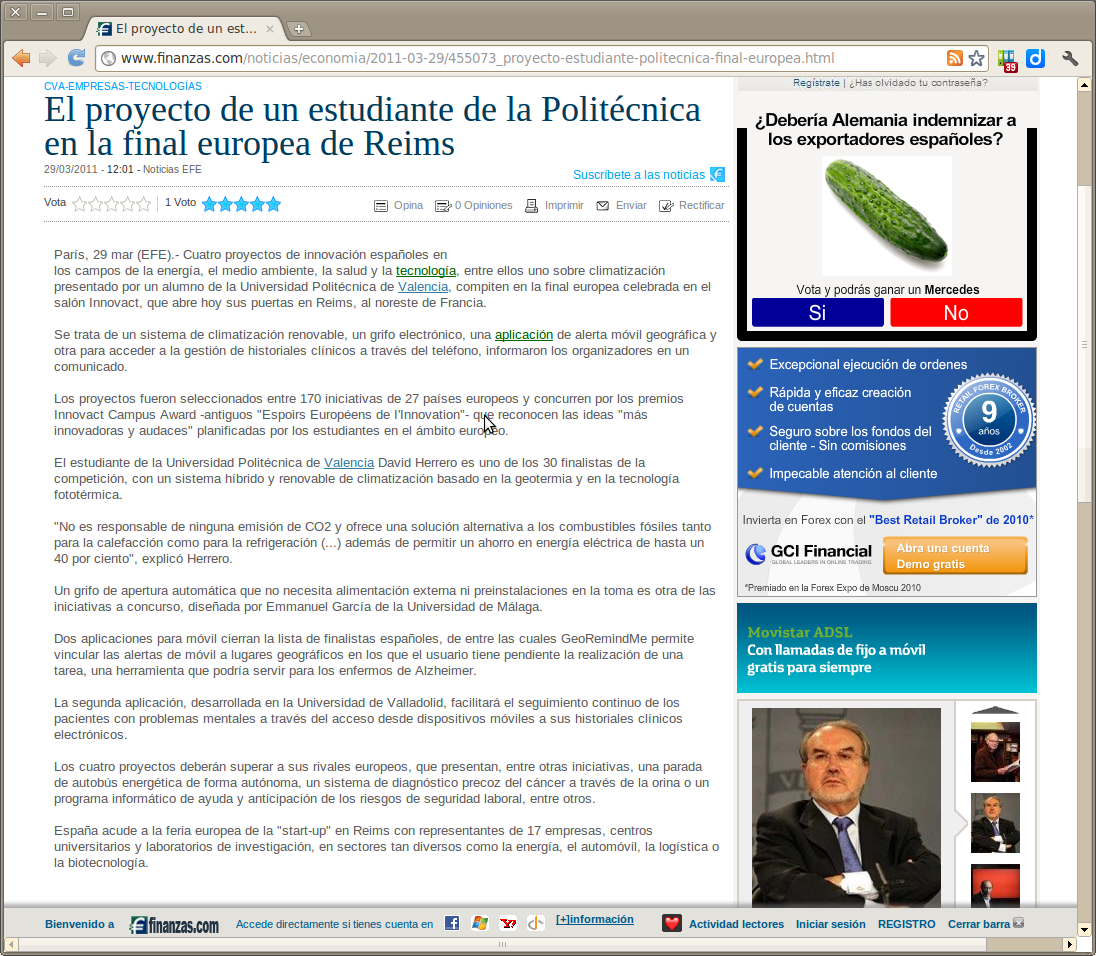 El proyecto de un est...
www.finanzas.com/noticias/economia/2011-03-29/455073_proyecto-estudiante-politecnica-final-europea.html
39
d
CVA-EMPRESAS-TECNOLOGÍAS
El proyecto de un estudiante de la Politécnica
en la final europea de Reims
29/03/2011 - 12:01 - Noticias EFE
Suscríbete a las noticias
Vota
1 Voto
Opina
0 Opiniones
Imprimir
Enviar
Rectificar
París, 29 mar (EFE).- Cuatro proyectos de innovación españoles en
los campos de la energía, el medio ambiente, la salud y la tecnología, entre ellos uno sobre climatización
presentado por un alumno de la Universidad Politécnica de Valencia, compiten en la final europea celebrada en el
salón Innovact, que abre hoy sus puertas en Reims, al noreste de Francia.
Se trata de un sistema de climatización renovable, un grifo electrónico, una aplicación de alerta móvil geográfica y
otra para acceder a la gestión de historiales clínicos a través del teléfono, informaron los organizadores en un
comunicado.
Los proyectos fueron seleccionados entre 170 iniciativas de 27 países europeos y concurren por los premios
Innovact Campus Award -antiguos "Espoirs Européens de l'Innovation"- que reconocen las ideas "más
innovadoras y audaces" planificadas por los estudiantes en el ámbito europeo.
El estudiante de la Universidad Politécnica de Valencia David Herrero es uno de los 30 finalistas de la
competición, con un sistema híbrido y renovable de climatización basado en la geotermia y en la tecnología
fototérmica.
"No es responsable de ninguna emisión de CO2 y ofrece una solución alternativa a los combustibles fósiles tanto
para la calefacción como para la refrigeración (...) además de permitir un ahorro en energía eléctrica de hasta un
40 por ciento", explicó Herrero.
Un grifo de apertura automática que no necesita alimentación externa ni preinstalaciones en la toma es otra de las
iniciativas a concurso, diseñada por Emmanuel García de la Universidad de Málaga.
Dos aplicaciones para móvil cierran la lista de finalistas españoles, de entre las cuales GeoRemindMe permite
vincular las alertas de móvil a lugares geográficos en los que el usuario tiene pendiente la realización de una
tarea, una herramienta que podría servir para los enfermos de Alzheimer.
La segunda aplicación, desarrollada en la Universidad de Valladolid, facilitará el seguimiento continuo de los
pacientes con problemas mentales a través del acceso desde dispositivos móviles a sus historiales clínicos
electrónicos.
Los cuatro proyectos deberán superar a sus rivales europeos, que presentan, entre otras iniciativas, una parada
de autobús energética de forma autónoma, un sistema de diagnóstico precoz del cáncer a través de la orina o un
programa informático de ayuda y anticipación de los riesgos de seguridad laboral, entre otros.
España acude a la feria europea de la "start-up" en Reims con representantes de 17 empresas, centros
universitarios y laboratorios de investigación, en sectores tan diversos como la energía, el automóvil, la logística o
la biotecnología.
Regístrate | ¿Has olvidado tu contraseña?
¿Debería Alemania indemnizar a
los exportadores españoles?
Vota y podrás ganar un Mercedes
Si
No
Excepcional ejecución de ordenes
Rápida y eficaz creación
de cuentas
Seguro sobre los fondos del
cliente - Sin comisiones
Impecable atención al cliente
RETAIL FOREX BROKER
9
años
Desde 2002
Invierta en Forex con el "Best Retail Broker" de 2010*
GCI Financial
GLOBAL LEADERS IN ONLINE TRADING
Abra una cuenta
Demo gratis
*Premiado en la Forex Expo de Moscu 2010
Movistar ADSL
Con llamadas de fijo a móvil
gratis para siempre
Bienvenido a
finanzas.com
Accede directamente si tienes cuenta en
[+]información
Actividad lectores
Iniciar sesión
REGISTRO
Cerrar barra